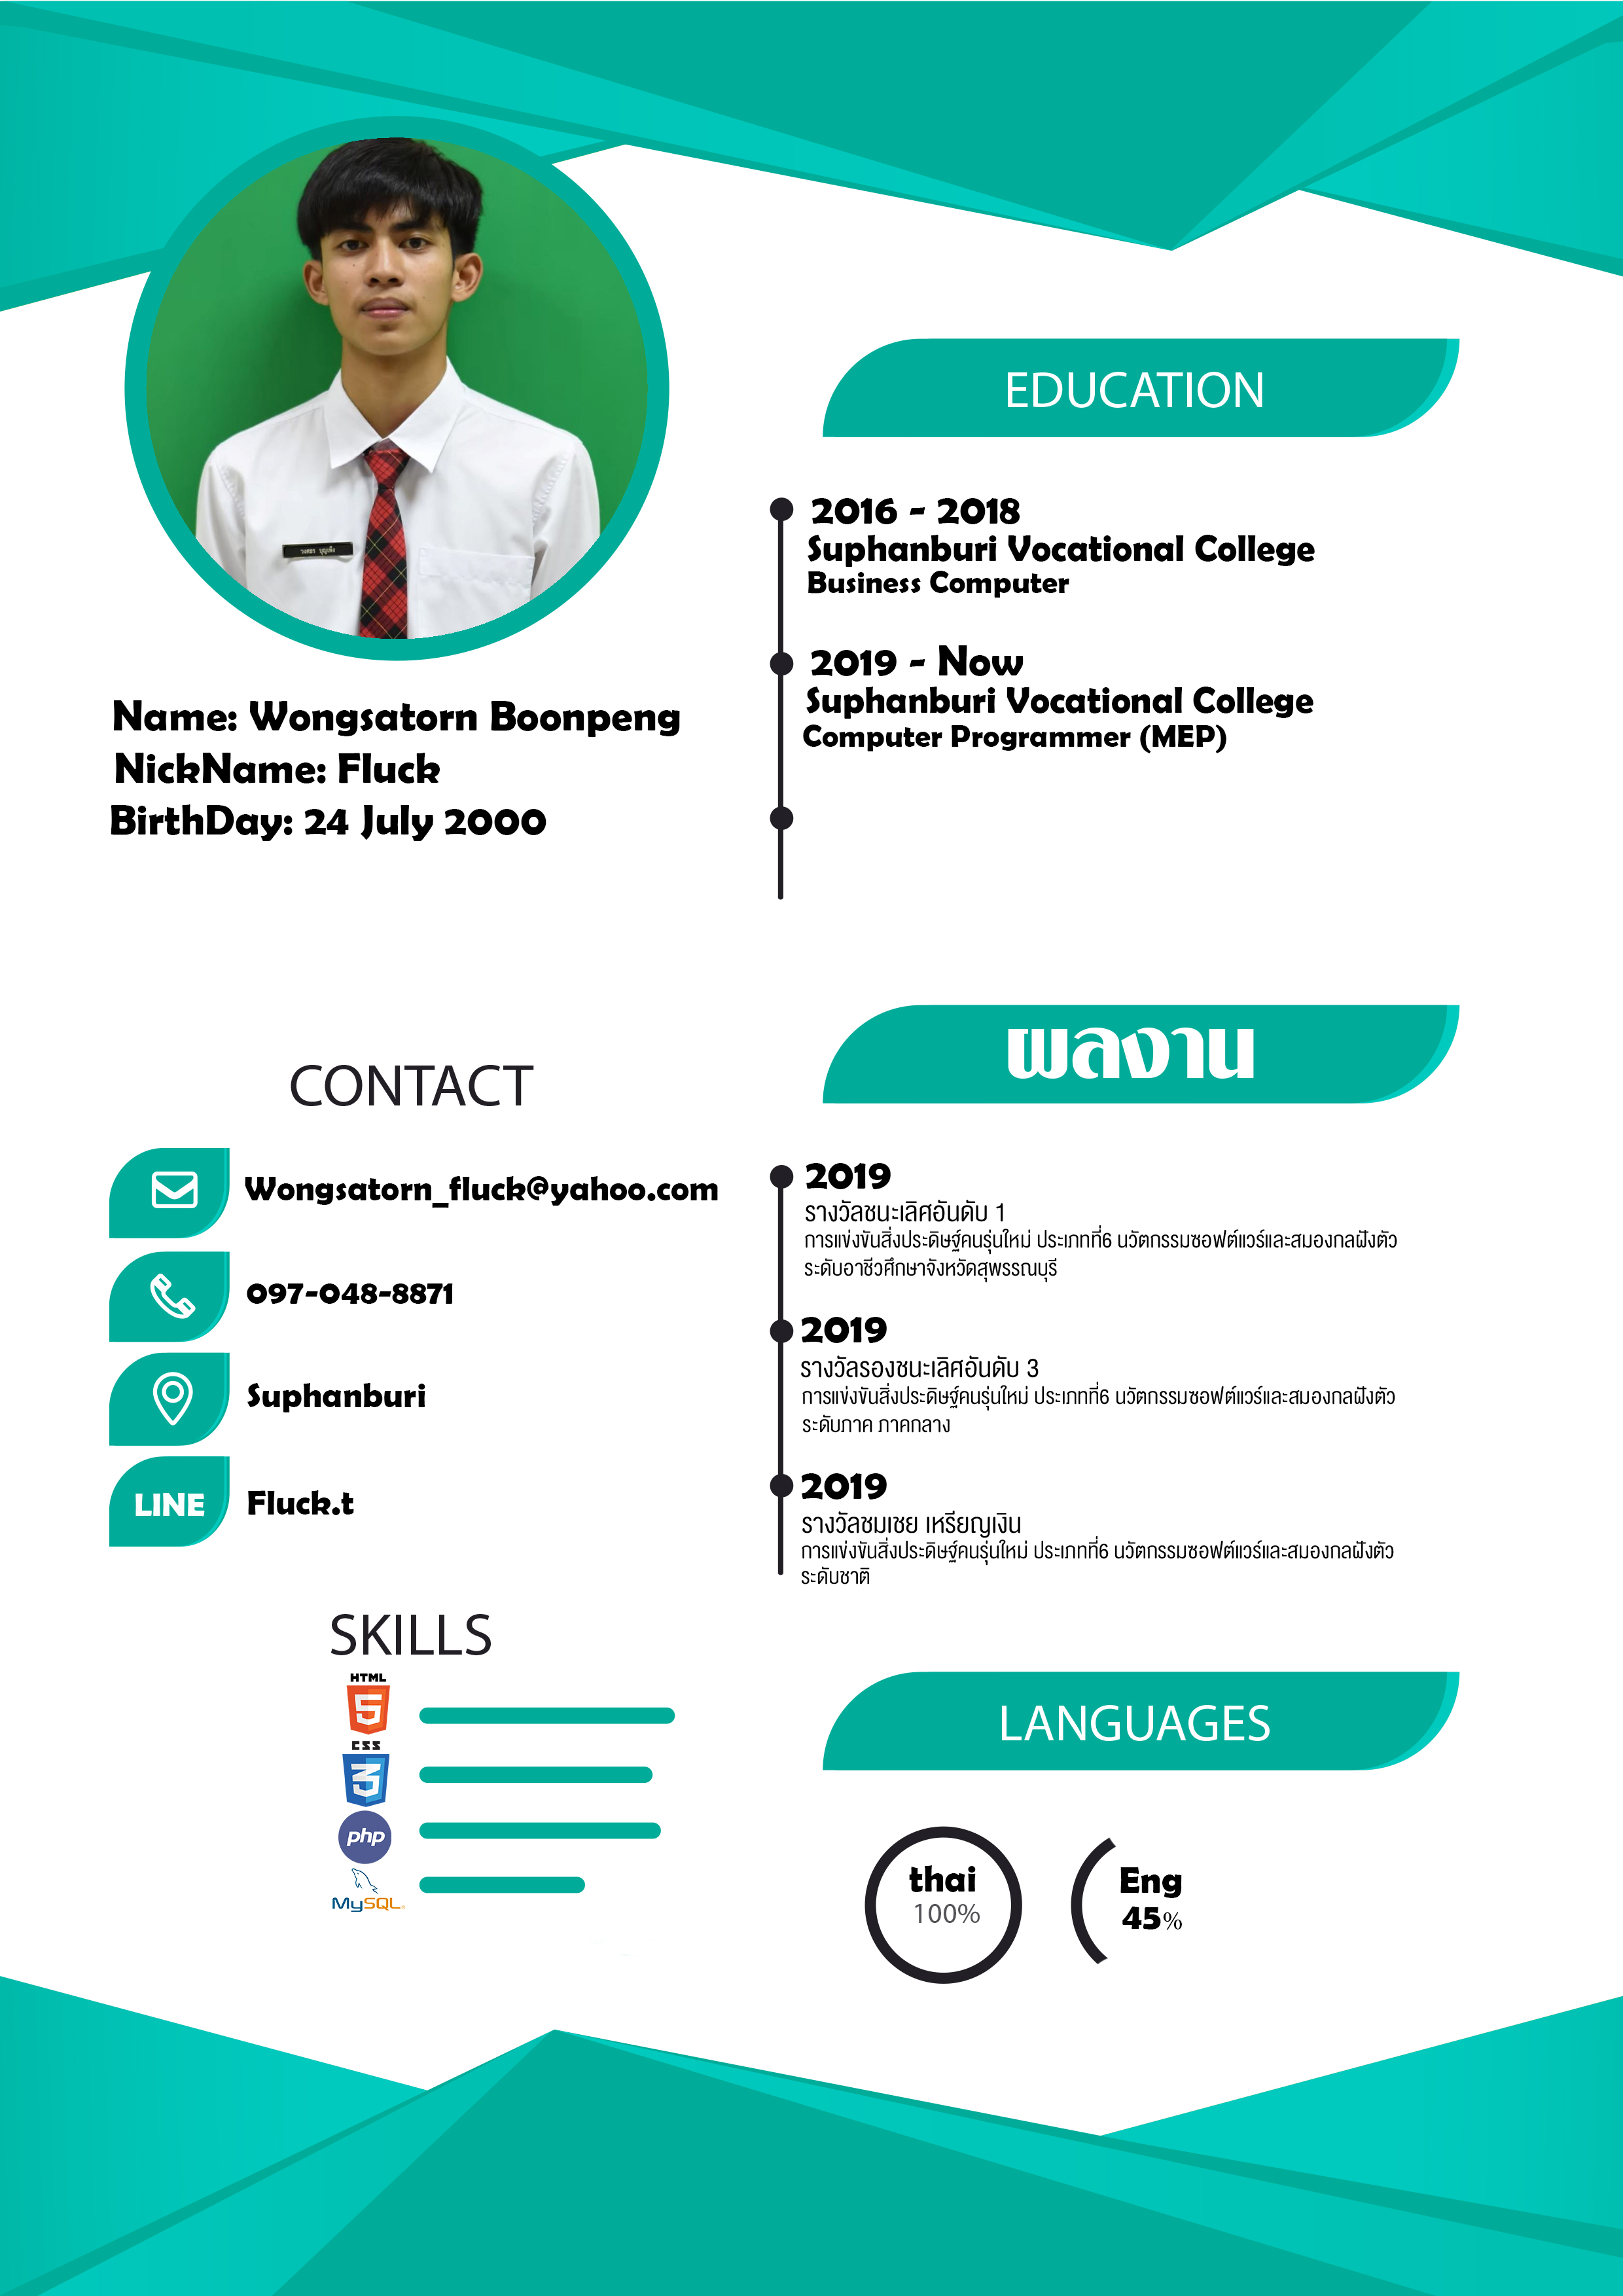 วงศธร บุญเพ็ง
Name: Wongsatorn Boonpeng
NickName: Fluck
BirthDay: 24 July 2000
EDUCATION
2016 - 2018
Suphanburi Vocational College
Business Computer
2019 - Now
Suphanburi Vocational College
Computer Programmer (MEP)
CONTACT
Wongsatorn_fluck@yahoo.com
097-048-8871
Suphanburi
LINE
Fluck.t
SKILLS
HTML
5
CSS
3
php
MySQL
ผลงาน
2019
รางวัลชนะเลิศอันดับ 1
การแข่งขันสิ่งประดิษฐ์คนรุ่นใหม่ ประเภทที่6 นวัตกรรมซอฟต์แวร์และสมองกลฝังตัว
ระดับอาชีวศึกษาจังหวัดสุพรรณบุรี
2019
รางวัลรองชนะเลิศอันดับ 3
การแข่งขันสิ่งประดิษฐ์คนรุ่นใหม่ ประเภทที่6 นวัตกรรมซอฟต์แวร์และสมองกลฝังตัว
ระดับภาค ภาคกลาง
2019
รางวัลชมเชย เหรียญเงิน
การแข่งขันสิ่งประดิษฐ์คนรุ่นใหม่ ประเภทที่6 นวัตกรรมซอฟต์แวร์และสมองกลฝังตัว
ระดับชาติ
LANGUAGES
thai
100%
Eng
45%